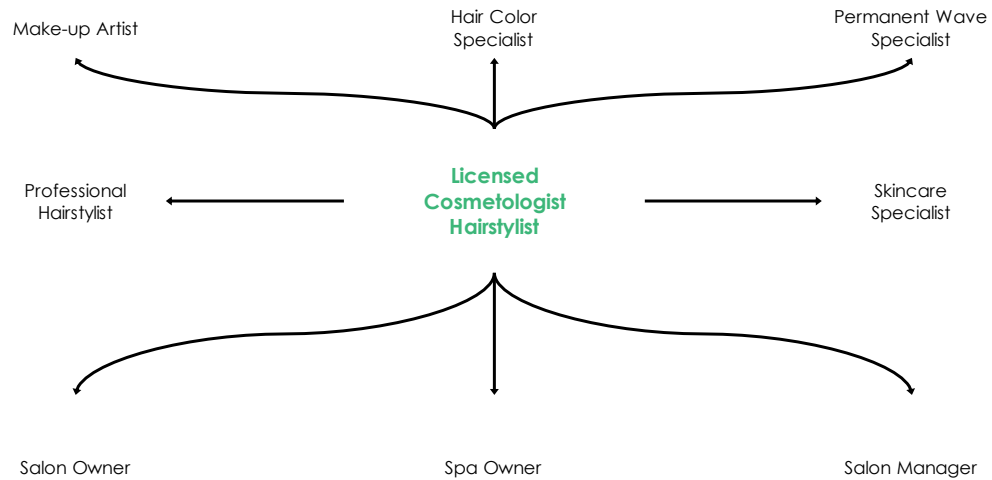 Make-up Artist
Hair Color
Specialist
Permanent Wave
Specialist
Professional
Hairstylist
Licensed
Cosmetologist
Hairstylist
Skincare
Specialist
Salon Owner
Spa Owner
Salon Manager